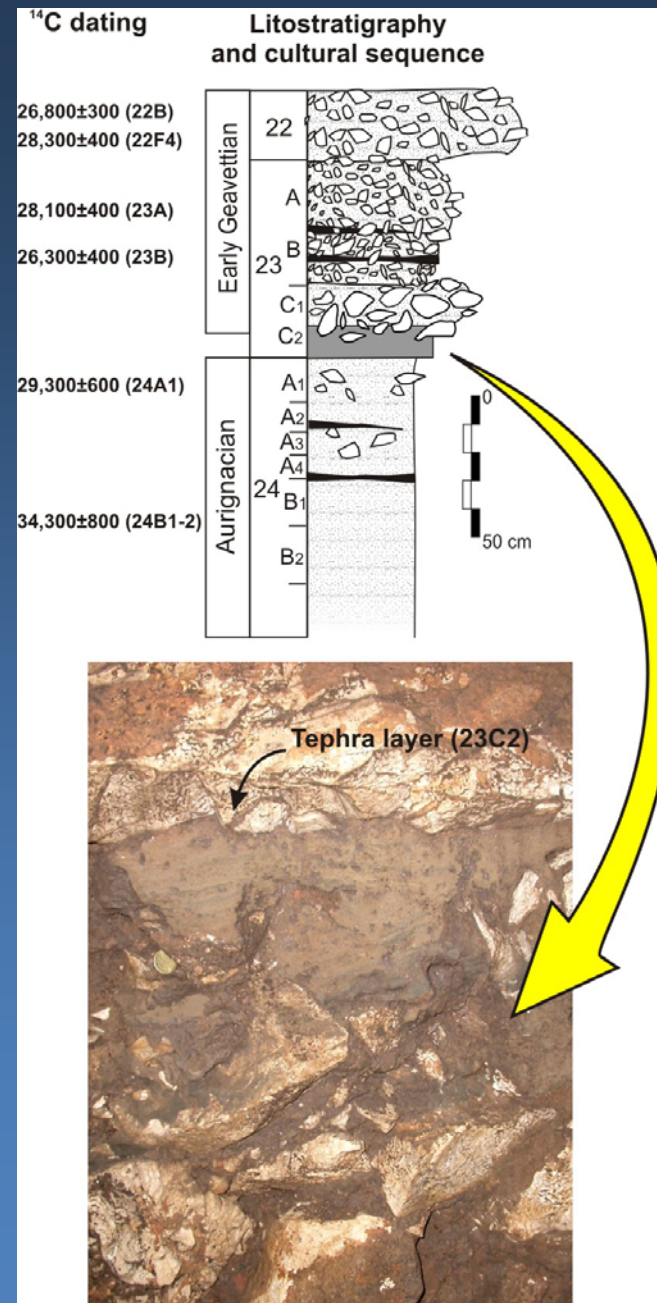 ¹⁴C dating
Litostratigraphy
and cultural sequence
26,800±300 (22B)
28,300±400 (22F4)
28,100±400 (23A)
26,300±400 (23B)
29,300±600 (24A1)
34,300±800 (24B1-2)
Early Geavettian
Aurignacian
22
23
A
B
C1
C2
24
A1
A2
A3
A4
B1
B2
0
50 cm
Tephra layer (23C2)